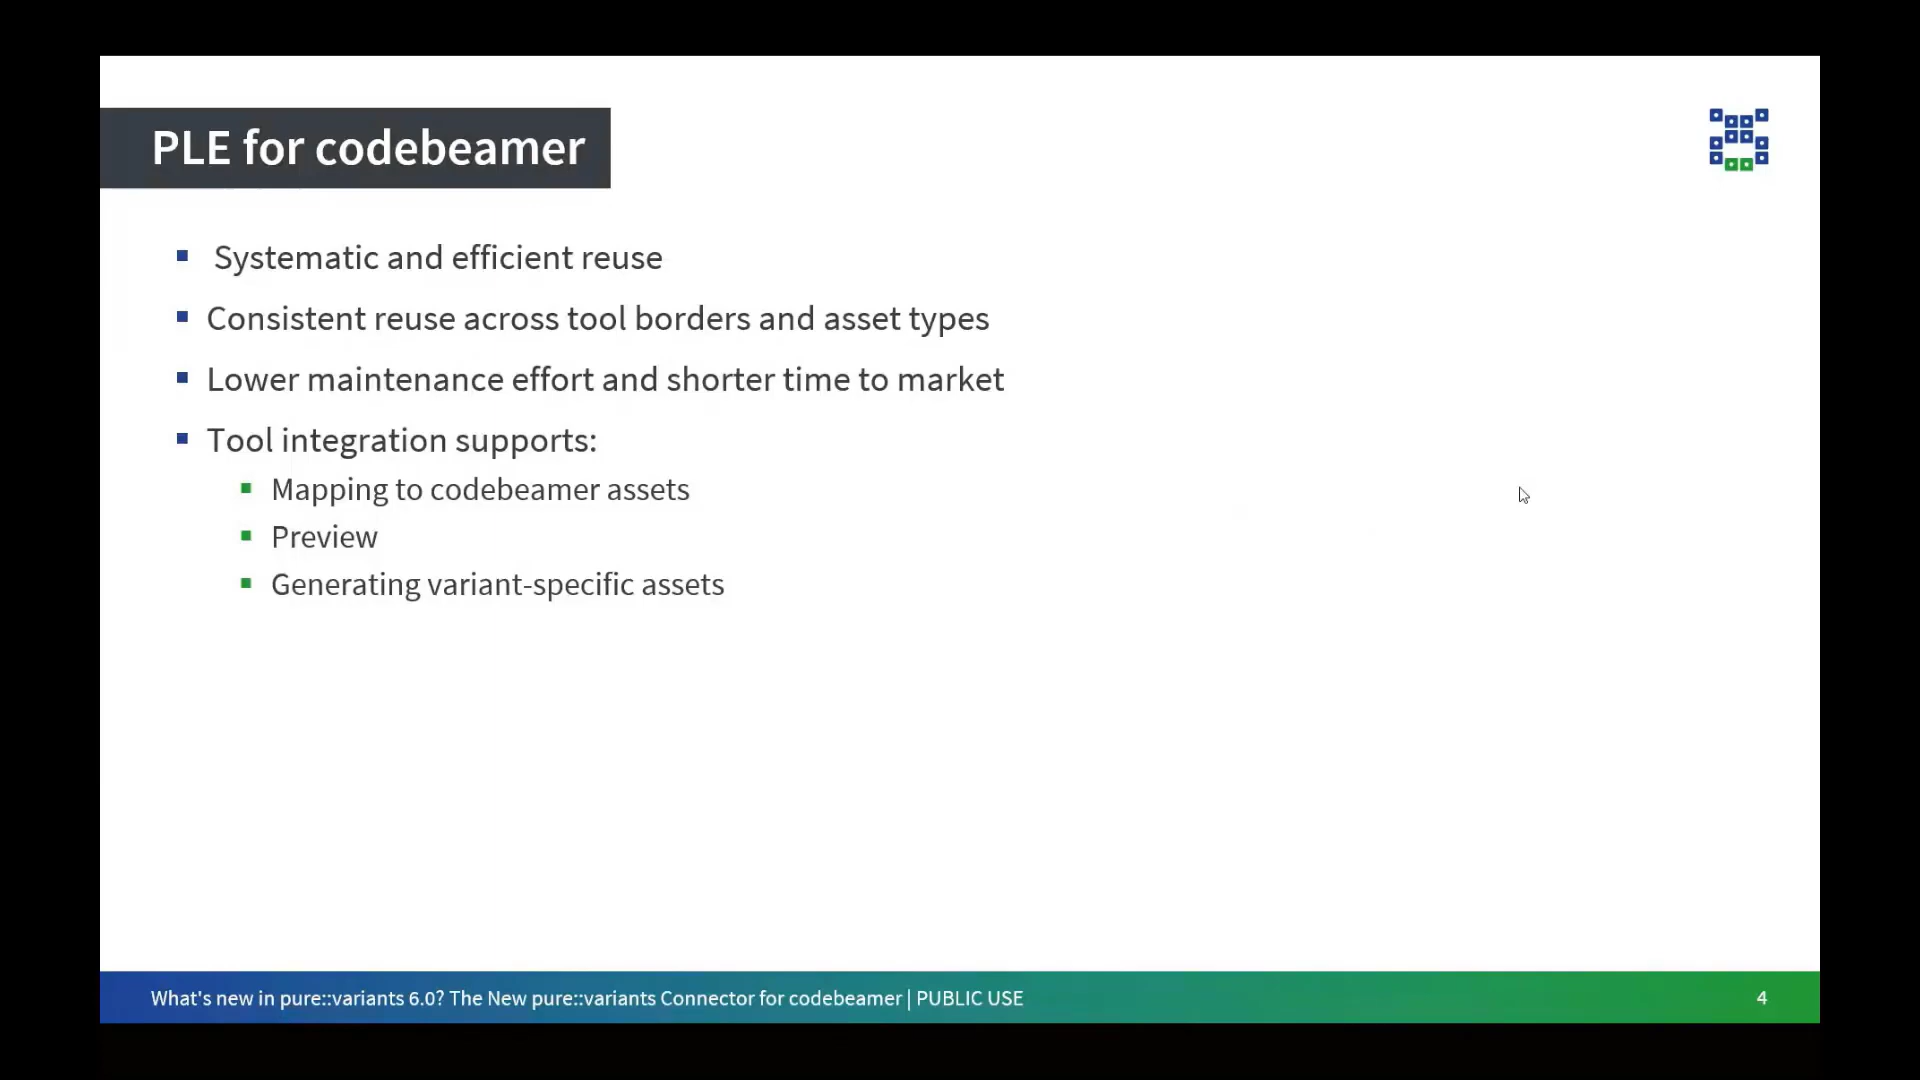 PLE for codebeamer
Systematic and efficient reuse
Consistent reuse across tool borders and asset types
Lower maintenance effort and shorter time to market
Tool integration supports:
Mapping to codebeamer assets
Preview
Generating variant-specific assets
What's new in pure::variants 6.0? The New pure::variants Connector for codebeamer | PUBLIC USE
4